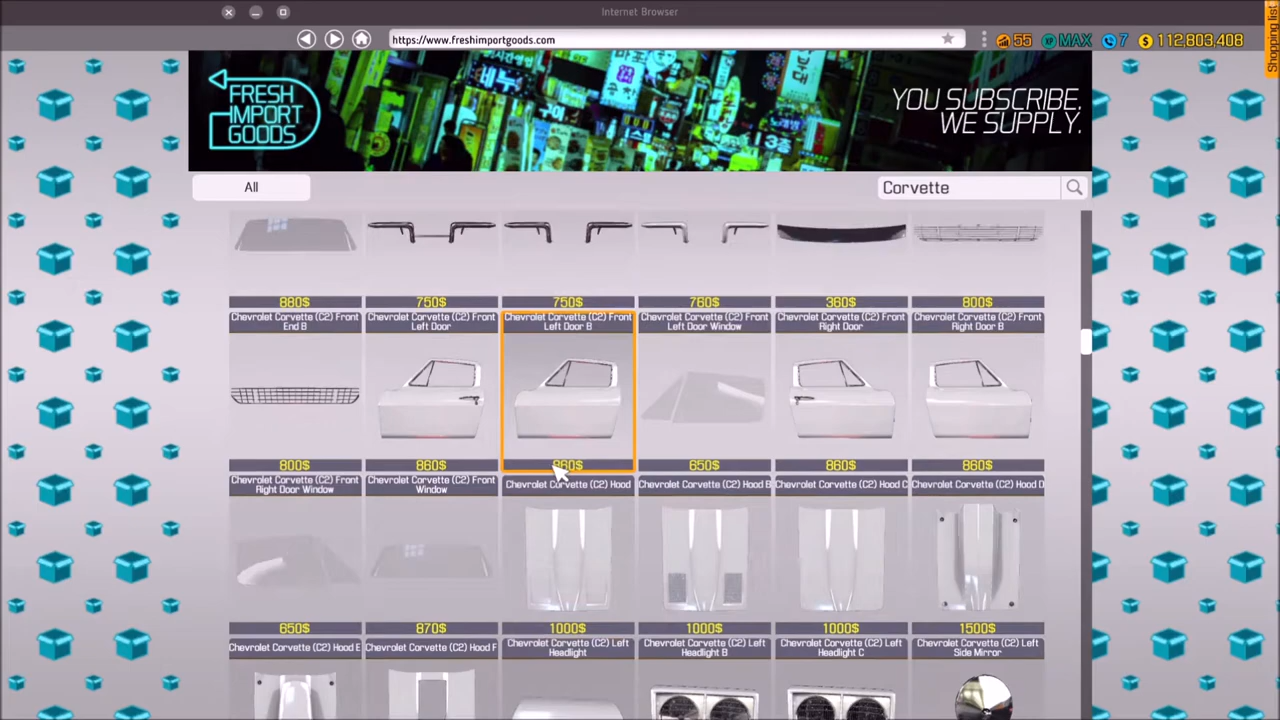 Internet Browser
https://www.freshimportgoods.com
55
XP
MAX
7
112,803,408
Shopping list
FRESH
IMPORT
GOODS
YOU SUBSCRIBE.
WE SUPPLY.
All
Corvette
880$
750$
750$
760$
360$
800$
Chevrolet Corvette (C2) Front
End B
Chevrolet Corvette (C2) Front
Left Door
Chevrolet Corvette (C2) Front
Left Door B
Chevrolet Corvette (C2) Front
Left Door Window
Chevrolet Corvette (C2) Front
Right Door
Chevrolet Corvette (C2) Front
Right Door B
800$
860$
860$
650$
860$
860$
Chevrolet Corvette (C2) Front
Right Door Window
Chevrolet Corvette (C2) Front
Window
Chevrolet Corvette (C2) Hood
Chevrolet Corvette (C2) Hood B
Chevrolet Corvette (C2) Hood C
Chevrolet Corvette (C2) Hood D
650$
870$
1000$
1000$
1000$
1500$
Chevrolet Corvette (C2) Hood E
Chevrolet Corvette (C2) Hood F
Chevrolet Corvette (C2) Left
Headlight
Chevrolet Corvette (C2) Left
Headlight B
Chevrolet Corvette (C2) Left
Headlight C
Chevrolet Corvette (C2) Left
Side Mirror